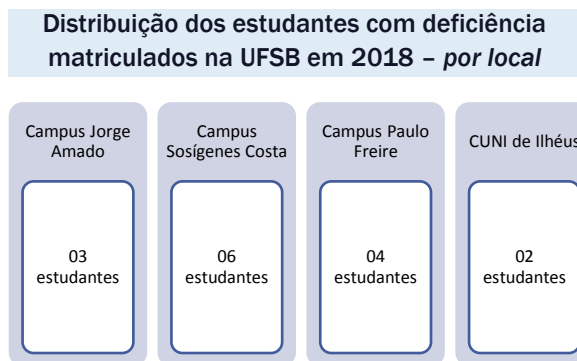 Distribuição dos estudantes com deficiência
matriculados na UFSB em 2018 – por local
Campus Jorge
Amado
03
estudantes
Campus
Sosígenes Costa
06
estudantes
Campus Paulo
Freire
04
estudantes
CUNI de Ilhéus
02
estudantes